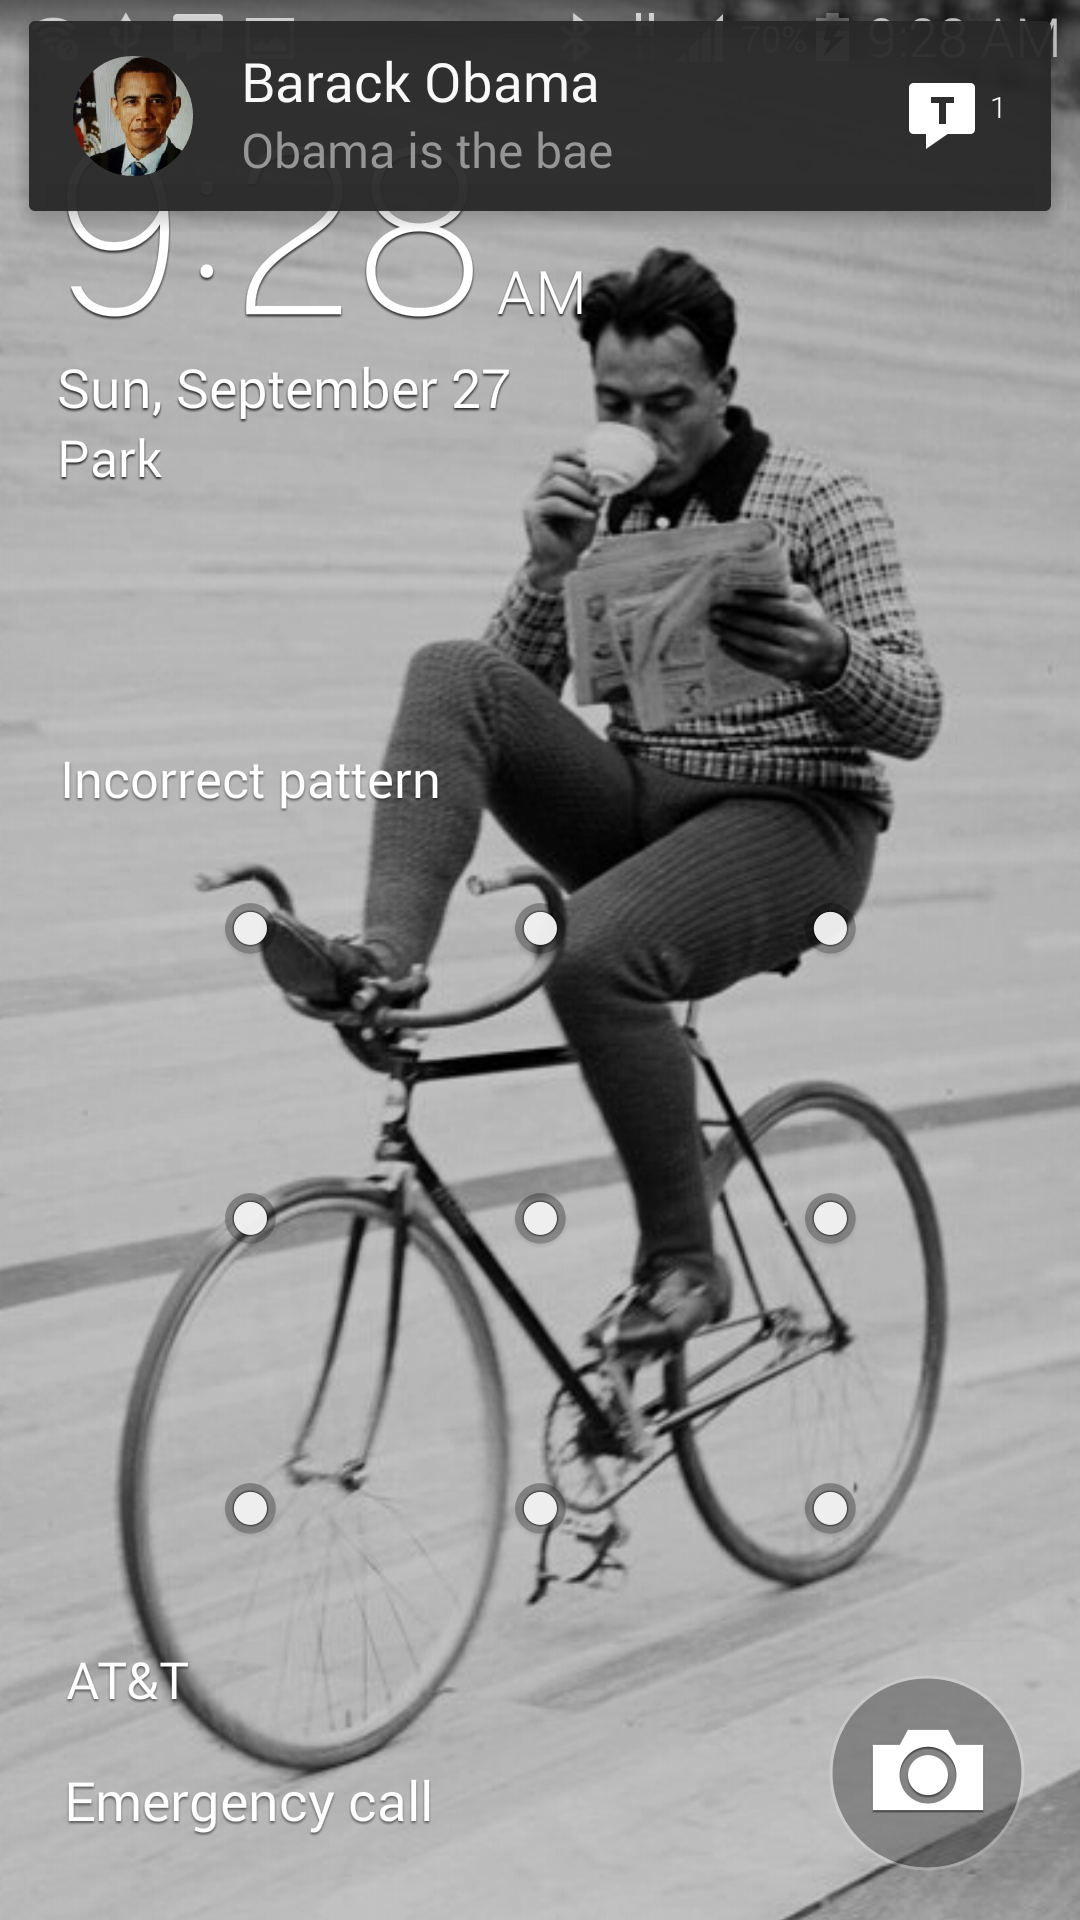 70% 9:28 AM
Barack Obama
T 1
Obama is the bae
9:28 AM
Sun, September 27
Park
Incorrect pattern
AT&T
Emergency call